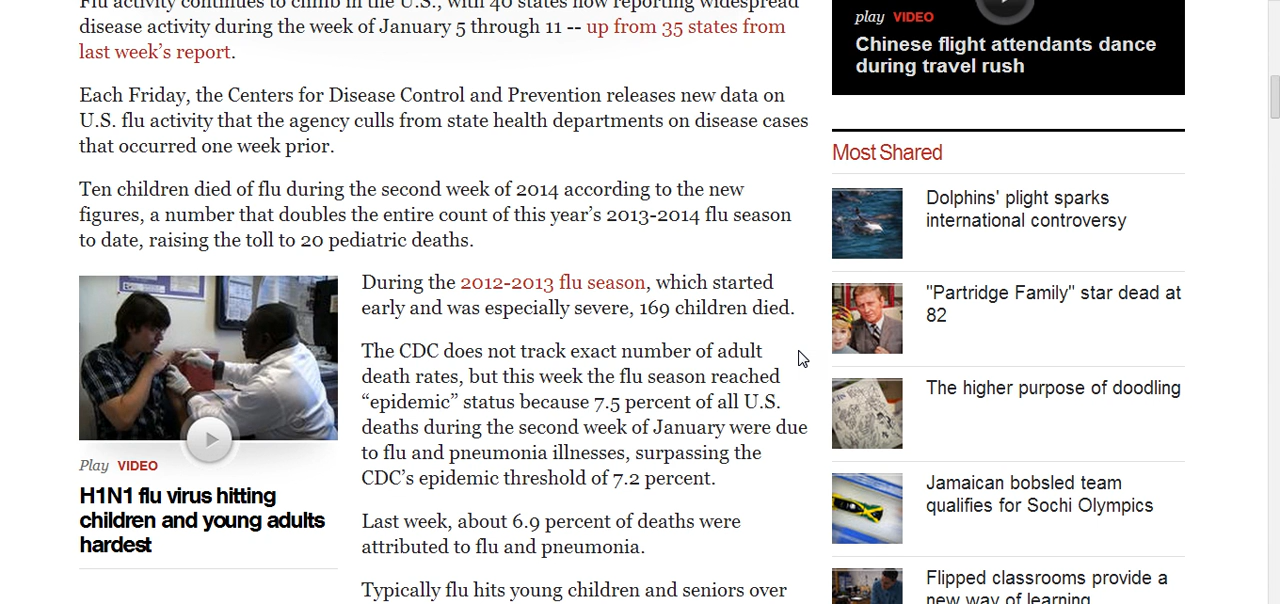 Flu activity continues to climb in the U.S., with 40 states now reporting widespread
disease activity during the week of January 5 through 11 -- up from 35 states from
last week's report.
Each Friday, the Centers for Disease Control and Prevention releases new data on
U.S. flu activity that the agency culls from state health departments on disease cases
that occurred one week prior.
Ten children died of flu during the second week of 2014 according to the new
figures, a number that doubles the entire count of this year's 2013-2014 flu season
to date, raising the toll to 20 pediatric deaths.
Play VIDEO
H1N1 flu virus hitting
children and young adults
hardest
During the 2012-2013 flu season, which started
early and was especially severe, 169 children died.
The CDC does not track exact number of adult
death rates, but this week the flu season reached
“epidemic” status because 7.5 percent of all U.S.
deaths during the second week of January were due
to flu and pneumonia illnesses, surpassing the
CDC's epidemic threshold of 7.2 percent.
Last week, about 6.9 percent of deaths were
attributed to flu and pneumonia.
Typically flu hits young children and seniors over
play VIDEO
Chinese flight attendants dance
during travel rush
Most Shared
Dolphins' plight sparks
international controversy
"Partridge Family" star dead at
82
The higher purpose of doodling
Jamaican bobsled team
qualifies for Sochi Olympics
Flipped classrooms provide a
new way of learning